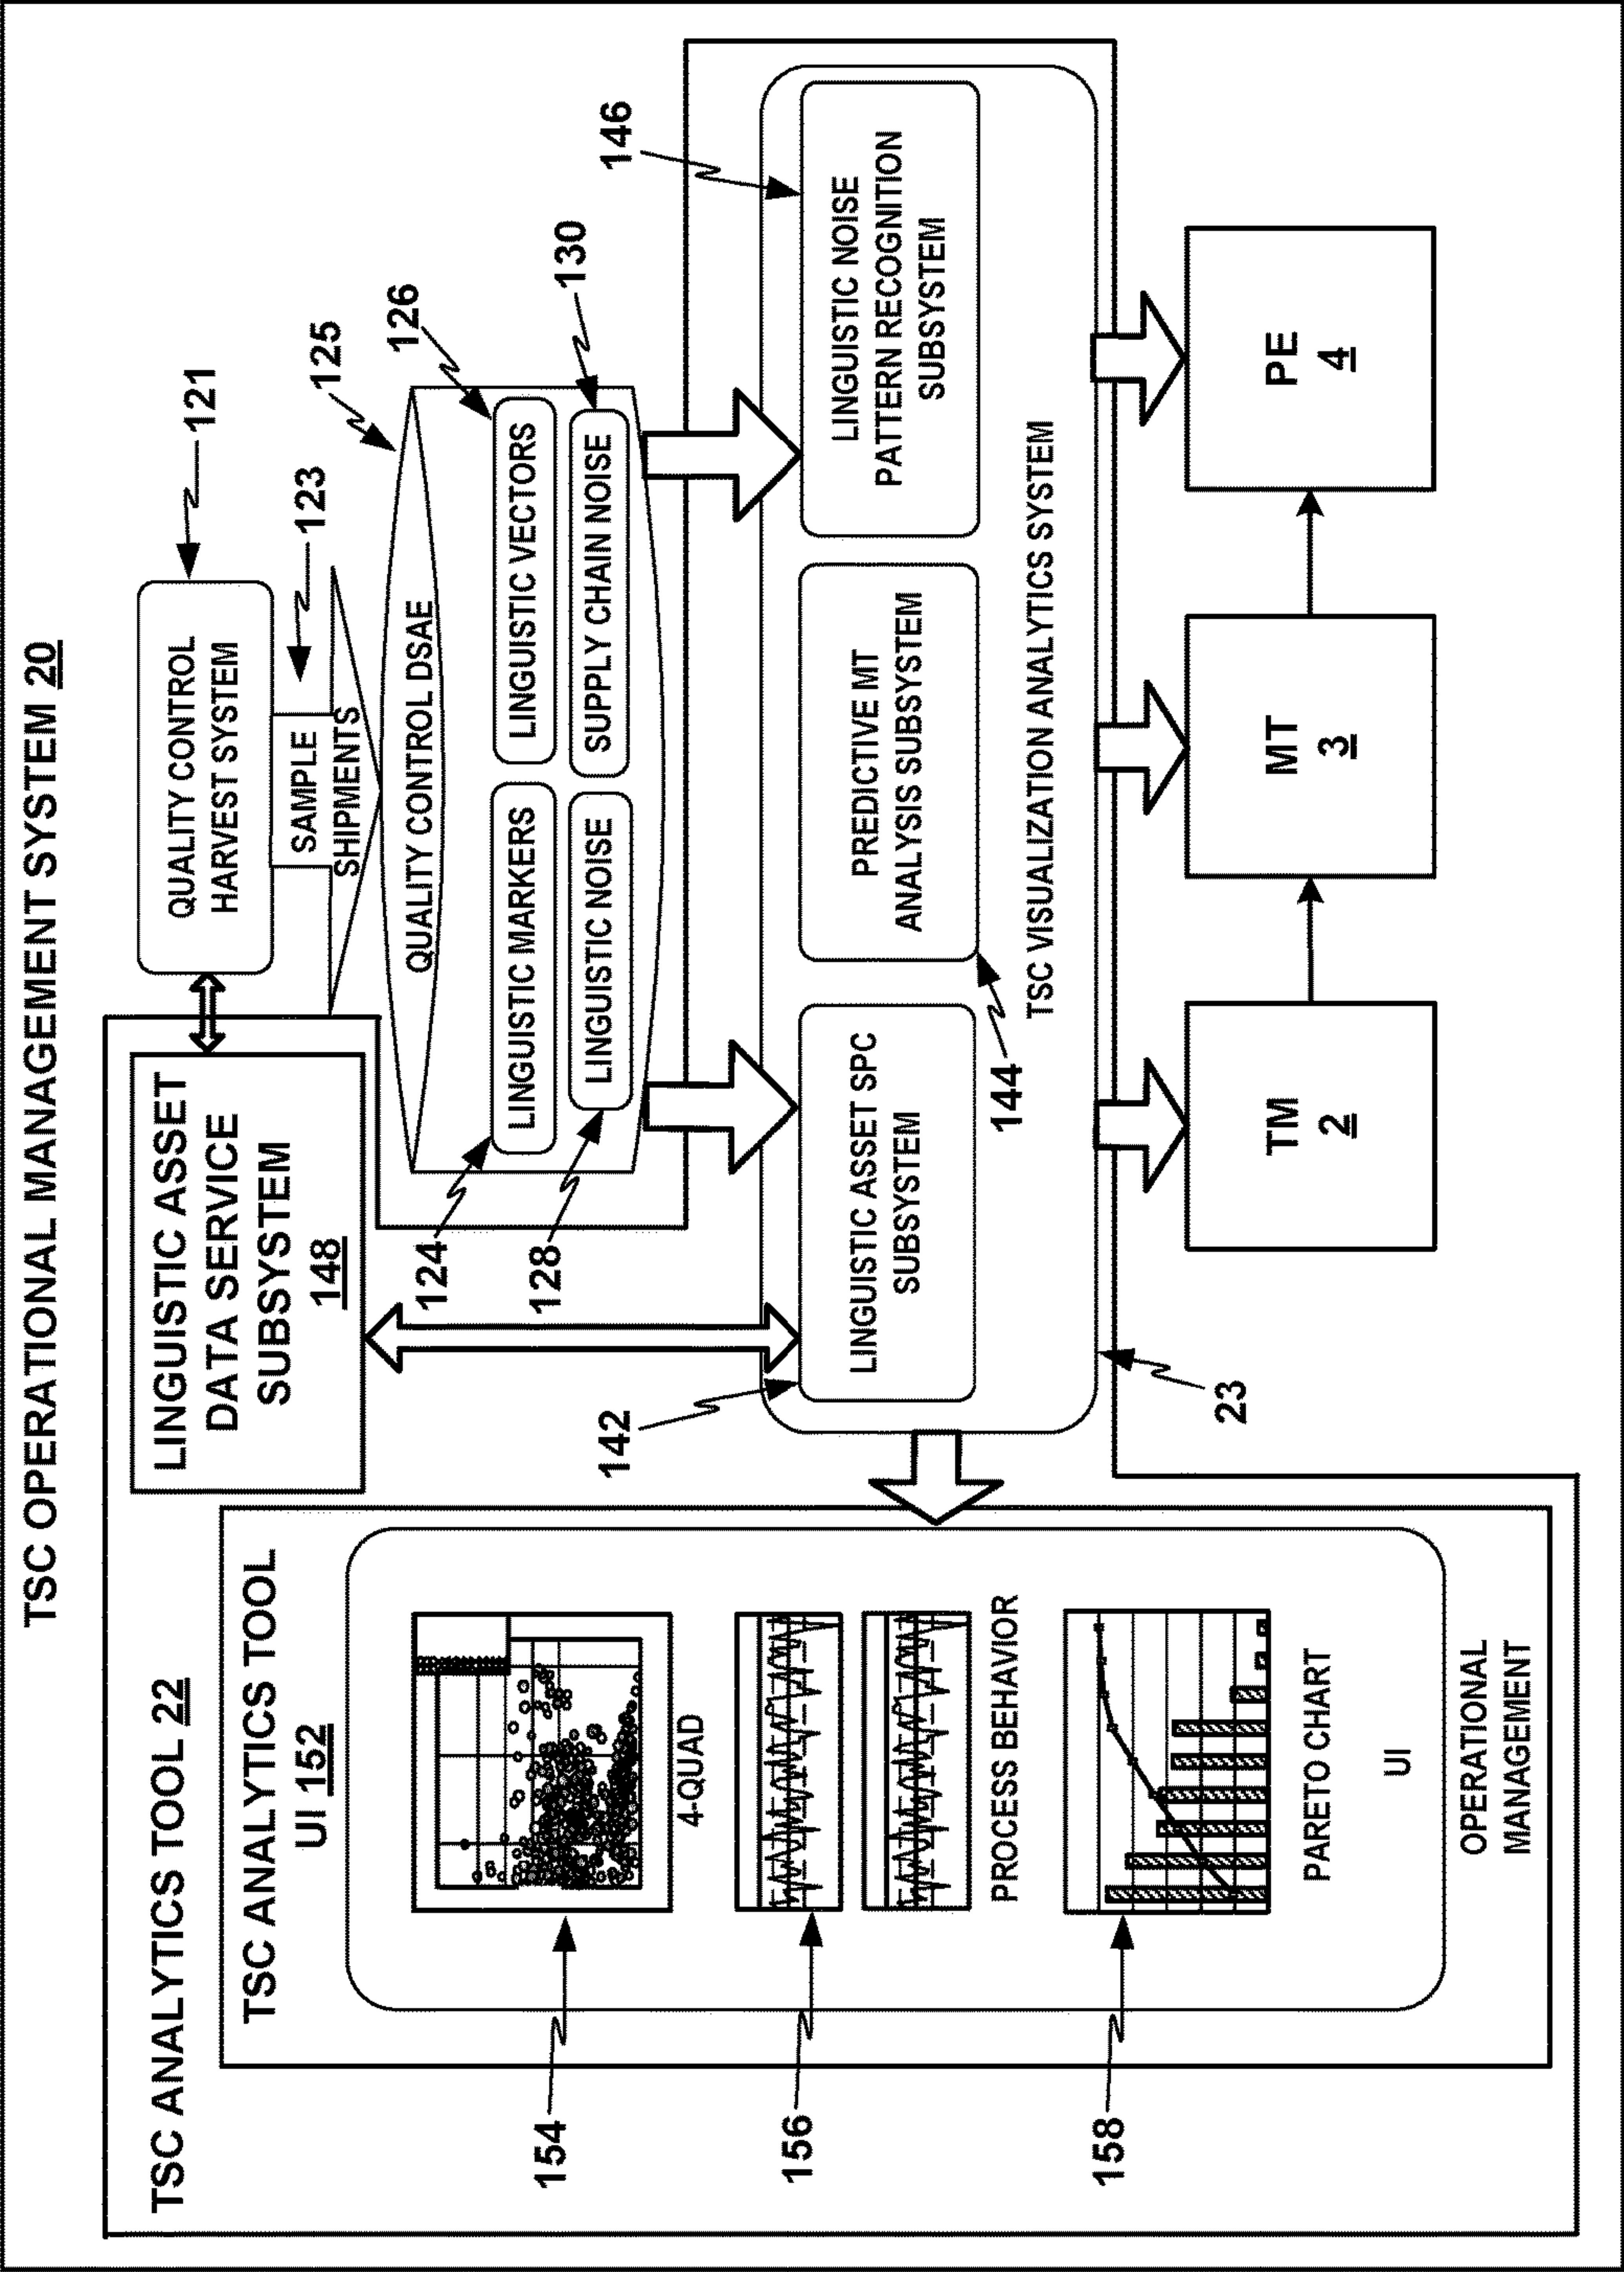 TSC OPERATIONAL MANAGEMENT SYSTEM 20
TSC ANALYTICS TOOL 22
TSC ANALYTICS TOOL
UI 152
154
4-QUAD
156
PROCESS BEHAVIOR
158
PARETO CHART
UI
OPERATIONAL
MANAGEMENT
LINGUISTIC ASSET
DATA SERVICE
SUBSYSTEM
148
QUALITY CONTROL
HARVEST SYSTEM
121
SAMPLE
SHIPMENTS
123
125
QUALITY CONTROL DSAE
LINGUISTIC MARKERS
124
LINGUISTIC VECTORS
126
LINGUISTIC NOISE
128
SUPPLY CHAIN NOISE
130
142
LINGUISTIC ASSET SPC
SUBSYSTEM
PREDICTIVE MT
ANALYSIS SUBSYSTEM
144
LINGUISTIC NOISE
PATTERN RECOGNITION
SUBSYSTEM
146
TSC VISUALIZATION ANALYTICS SYSTEM
23
TM
2
MT
3
PE
4